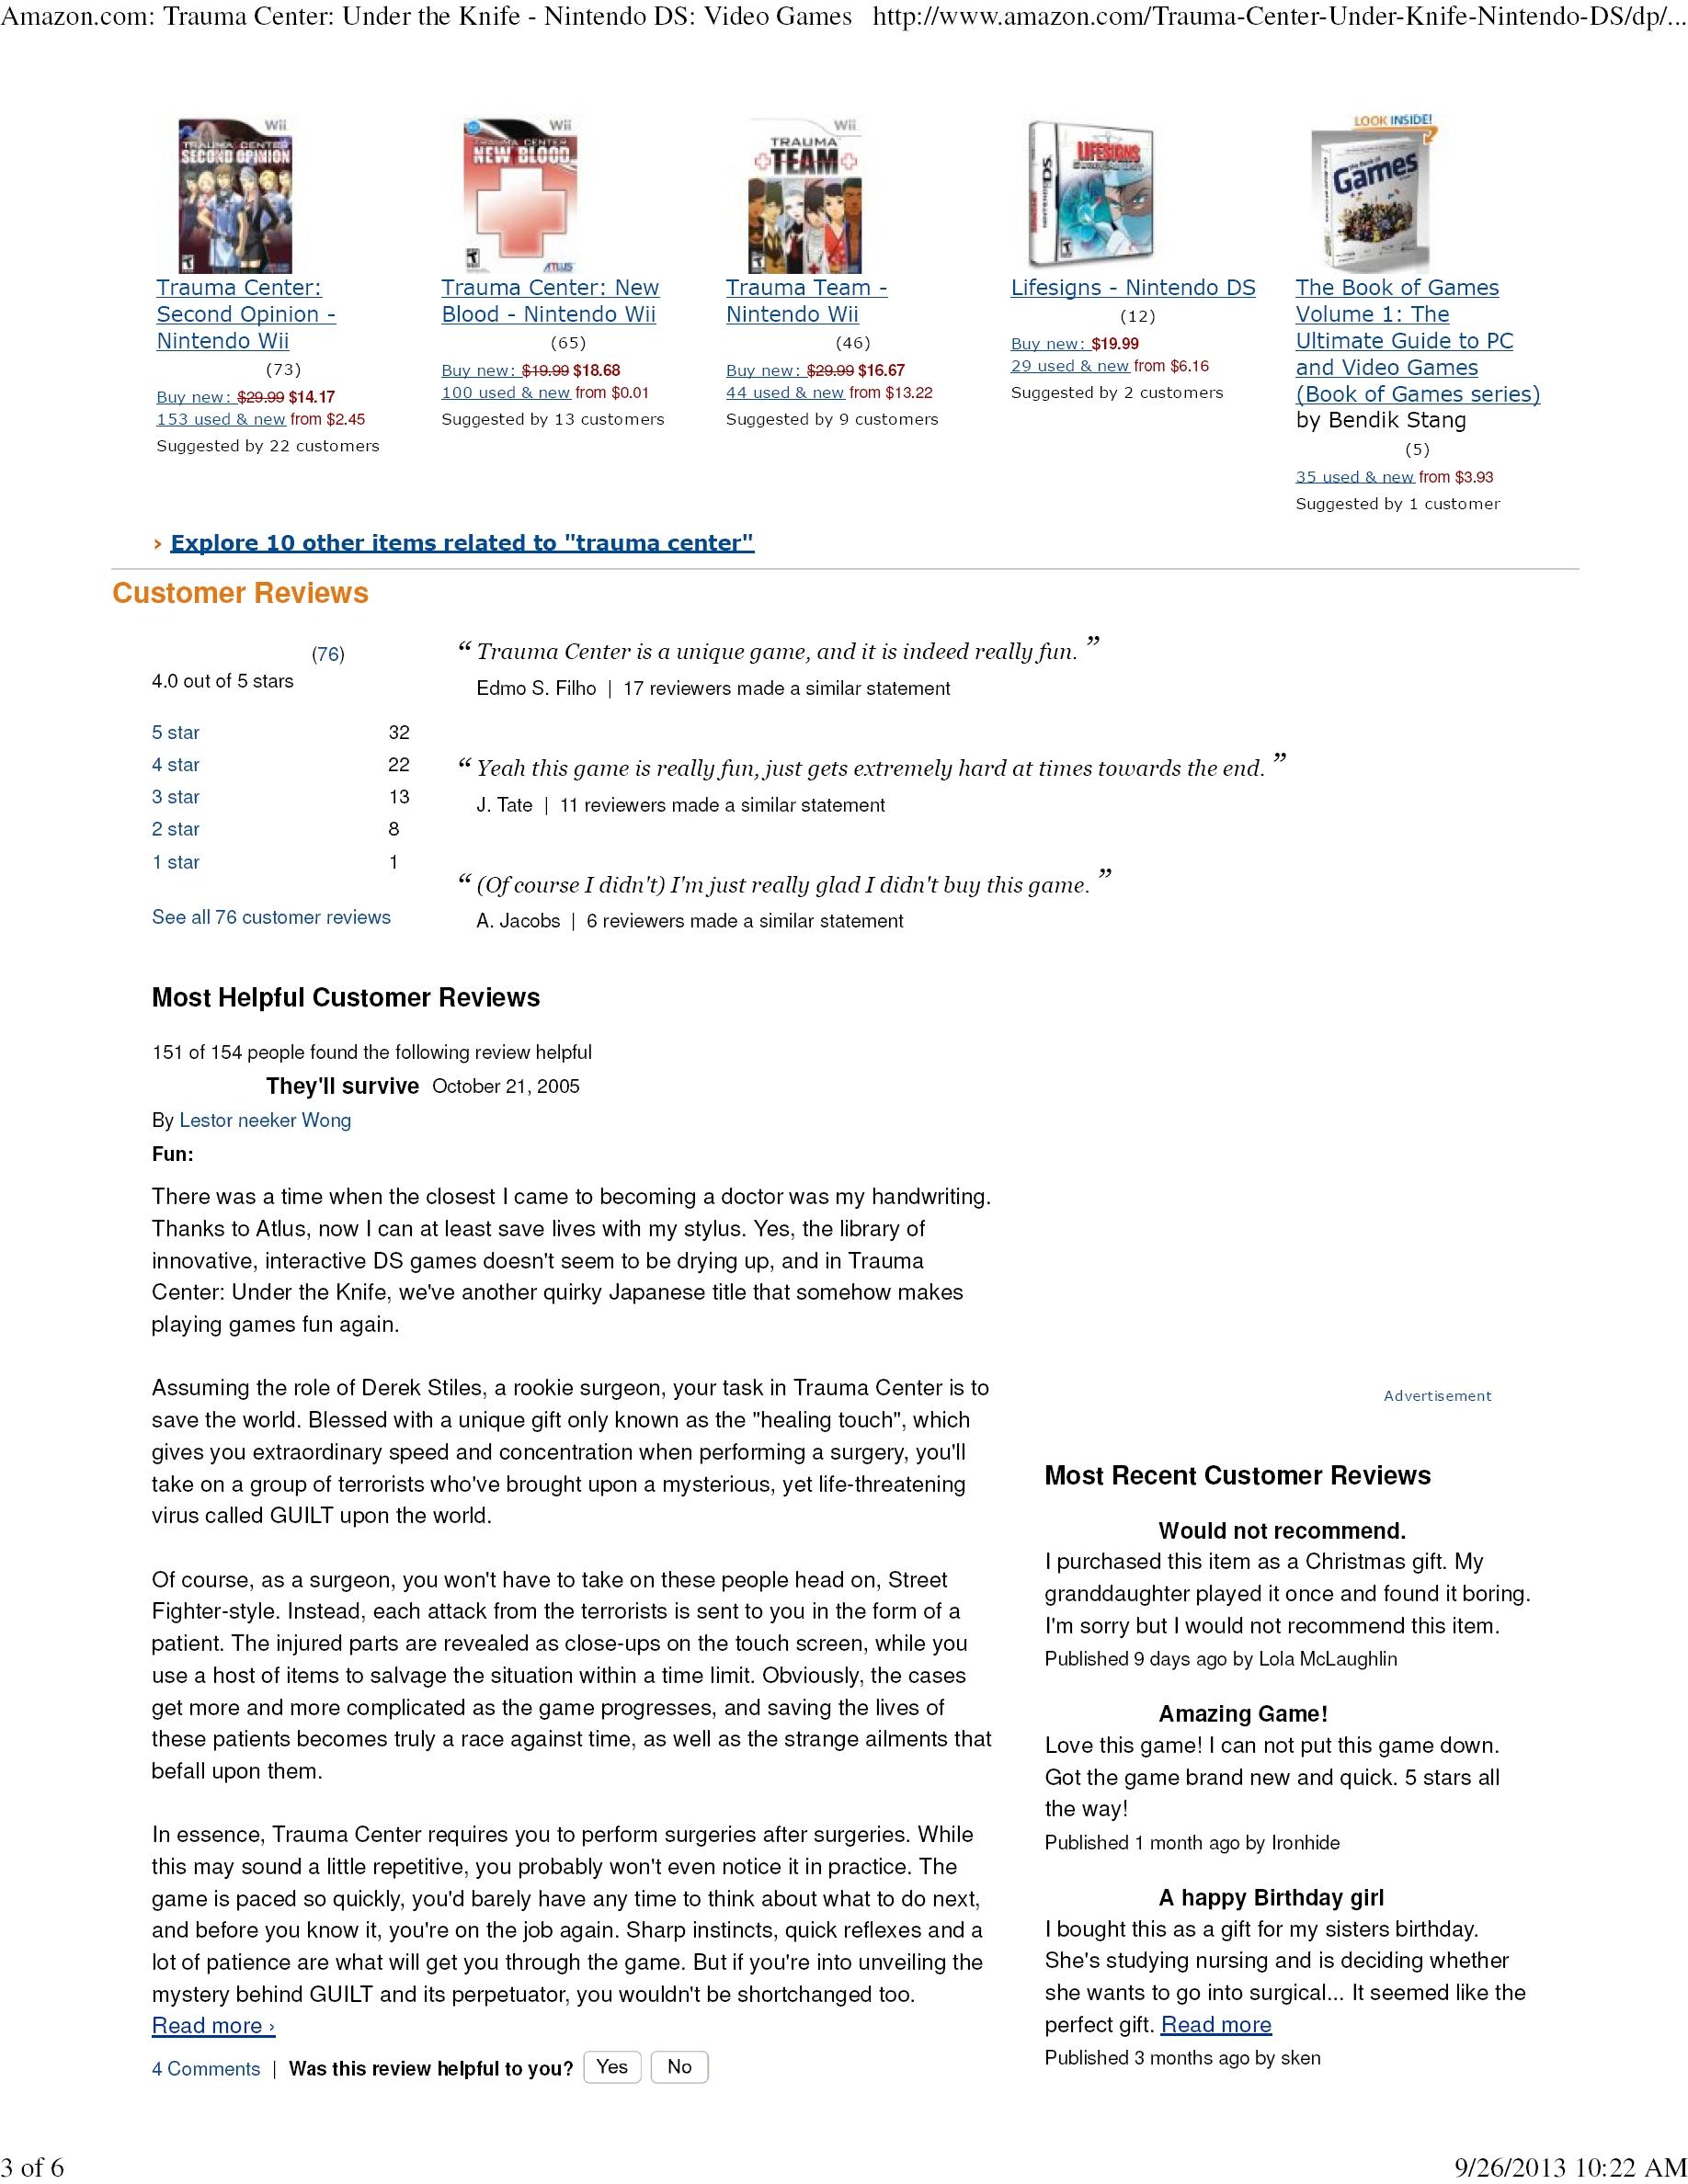 Amazon.com: Trauma Center: Under the Knife - Nintendo DS: Video Games http://www.amazon.com/Trauma-Center-Under-Knife-Nintendo-DS/dp/...
Wii
TRAUMA CENTER
SECOND OPINION
Trauma Center:
Second Opinion -
Nintendo Wii
(73)
Buy new: $29.99 $14.17
153 used & new from $2.45
Suggested by 22 customers
Wii
TRAUMA CENTER
NEW BLOOD
ATLUS
Trauma Center: New
Blood - Nintendo Wii
(65)
Buy new: $19.99 $18.68
100 used & new from $0.01
Suggested by 13 customers
Wii
TRAUMA
TEAM
Trauma Team -
Nintendo Wii
(46)
Buy new: $29.99 $16.67
44 used & new from $13.22
Suggested by 9 customers
NINTENDO DS
LIFESIGNS
Lifesigns - Nintendo DS
(12)
Buy new: $19.99
29 used & new from $6.16
Suggested by 2 customers
LOOK INSIDE!
Games
The Book of Games
Volume 1: The
Ultimate Guide to PC
and Video Games
(Book of Games series)
by Bendik Stang
(5)
35 used & new from $3.93
Suggested by 1 customer
› Explore 10 other items related to "trauma center"
Customer Reviews
(76)
4.0 out of 5 stars
5 star 32
4 star 22
3 star 13
2 star 8
1 star 1
See all 76 customer reviews
“ Trauma Center is a unique game, and it is indeed really fun. ”
Edmo S. Filho | 17 reviewers made a similar statement
“ Yeah this game is really fun, just gets extremely hard at times towards the end. ”
J. Tate | 11 reviewers made a similar statement
“ (Of course I didn't) I'm just really glad I didn't buy this game. ”
A. Jacobs | 6 reviewers made a similar statement
Most Helpful Customer Reviews
151 of 154 people found the following review helpful
They'll survive October 21, 2005
By Lestor neeker Wong
Fun:
There was a time when the closest I came to becoming a doctor was my handwriting.
Thanks to Atlus, now I can at least save lives with my stylus. Yes, the library of
innovative, interactive DS games doesn't seem to be drying up, and in Trauma
Center: Under the Knife, we've another quirky Japanese title that somehow makes
playing games fun again.
Assuming the role of Derek Stiles, a rookie surgeon, your task in Trauma Center is to
save the world. Blessed with a unique gift only known as the "healing touch", which
gives you extraordinary speed and concentration when performing a surgery, you'll
take on a group of terrorists who've brought upon a mysterious, yet life-threatening
virus called GUILT upon the world.
Of course, as a surgeon, you won't have to take on these people head on, Street
Fighter-style. Instead, each attack from the terrorists is sent to you in the form of a
patient. The injured parts are revealed as close-ups on the touch screen, while you
use a host of items to salvage the situation within a time limit. Obviously, the cases
get more and more complicated as the game progresses, and saving the lives of
these patients becomes truly a race against time, as well as the strange ailments that
befall upon them.
In essence, Trauma Center requires you to perform surgeries after surgeries. While
this may sound a little repetitive, you probably won't even notice it in practice. The
game is paced so quickly, you'd barely have any time to think about what to do next,
and before you know it, you're on the job again. Sharp instincts, quick reflexes and a
lot of patience are what will get you through the game. But if you're into unveiling the
mystery behind GUILT and its perpetuator, you wouldn't be shortchanged too.
Read more ›
4 Comments | Was this review helpful to you? Yes No
Advertisement
Most Recent Customer Reviews
Would not recommend.
I purchased this item as a Christmas gift. My
granddaughter played it once and found it boring.
I'm sorry but I would not recommend this item.
Published 9 days ago by Lola McLaughlin
Amazing Game!
Love this game! I can not put this game down.
Got the game brand new and quick. 5 stars all
the way!
Published 1 month ago by Ironhide
A happy Birthday girl
I bought this as a gift for my sisters birthday.
She's studying nursing and is deciding whether
she wants to go into surgical... It seemed like the
perfect gift. Read more
Published 3 months ago by sken
3 of 6
9/26/2013 10:22 AM